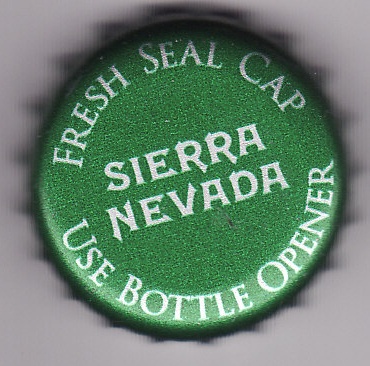 FRESH SEAL CAP
SIERRA
NEVADA
USE BOTTLE OPENER